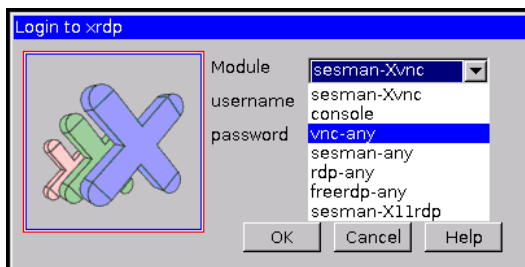 Login to xrdp
Module
sesman-Xvnc
username
sesman-Xvnc
console
password
vnc-any
sesman-any
rdp-any
freerdp-any
sesman-X11rdp
OK
Cancel
Help